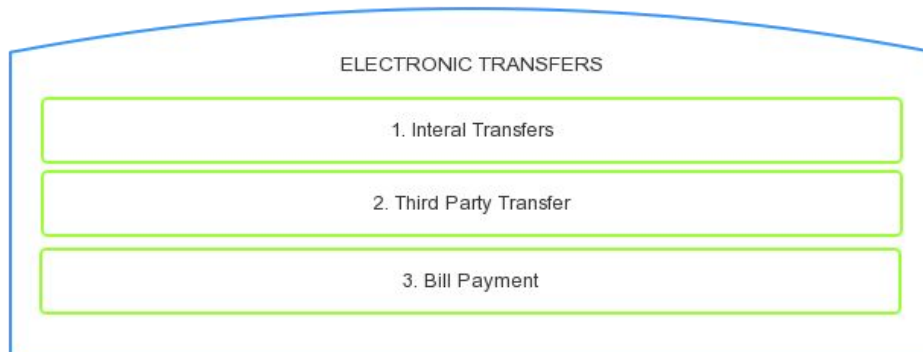 ELECTRONIC TRANSFERS
1. Interal Transfers
2. Third Party Transfer
3. Bill Payment